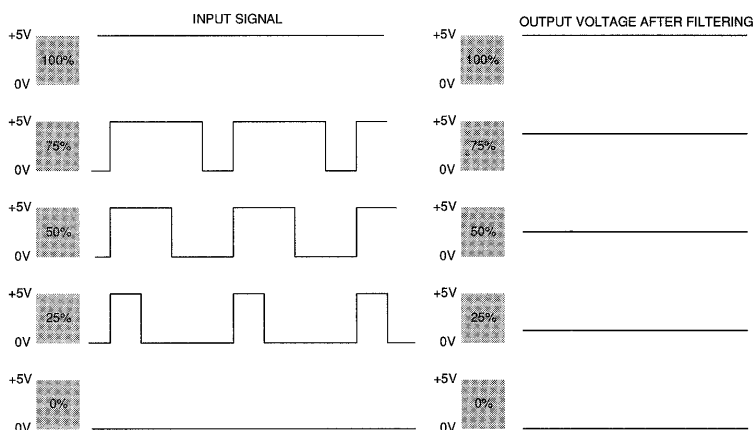 INPUT SIGNAL
OUTPUT VOLTAGE AFTER FILTERING
+5V
100%
0V
+5V
100%
0V
+5V
75%
0V
+5V
75%
0V
+5V
50%
0V
+5V
50%
0V
+5V
25%
0V
+5V
25%
0V
+5V
0%
0V
+5V
0%
0V